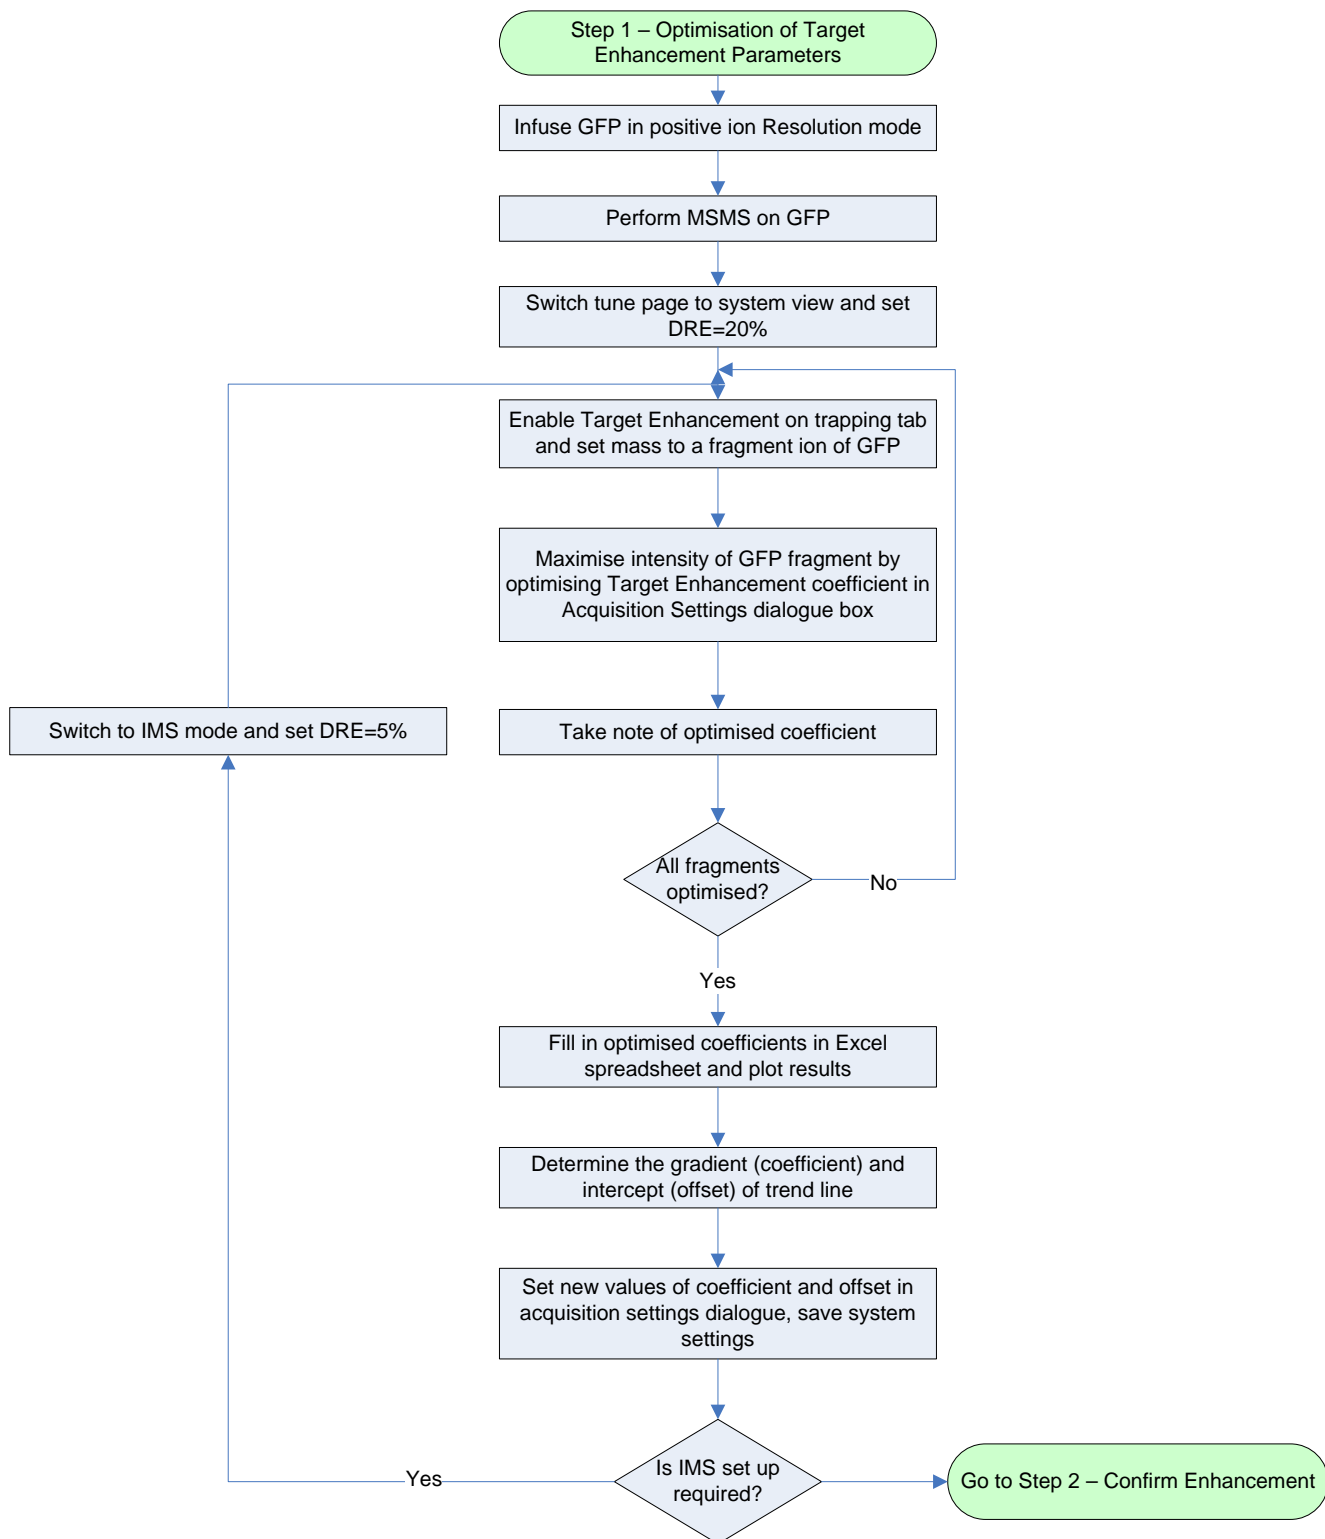 Step 1 – Optimisation of Target
Enhancement Parameters
Infuse GFP in positive ion Resolution mode
Perform MSMS on GFP
Switch tune page to system view and set
DRE=20%
Enable Target Enhancement on trapping tab
and set mass to a fragment ion of GFP
Maximise intensity of GFP fragment by
optimising Target Enhancement coefficient in
Acquisition Settings dialogue box
Switch to IMS mode and set DRE=5%
Take note of optimised coefficient
All fragments
optimised?
No
Yes
Fill in optimised coefficients in Excel
spreadsheet and plot results
Determine the gradient (coefficient) and
intercept (offset) of trend line
Set new values of coefficient and offset in
acquisition settings dialogue, save system
settings
Is IMS set up
required?
Yes
Go to Step 2 – Confirm Enhancement